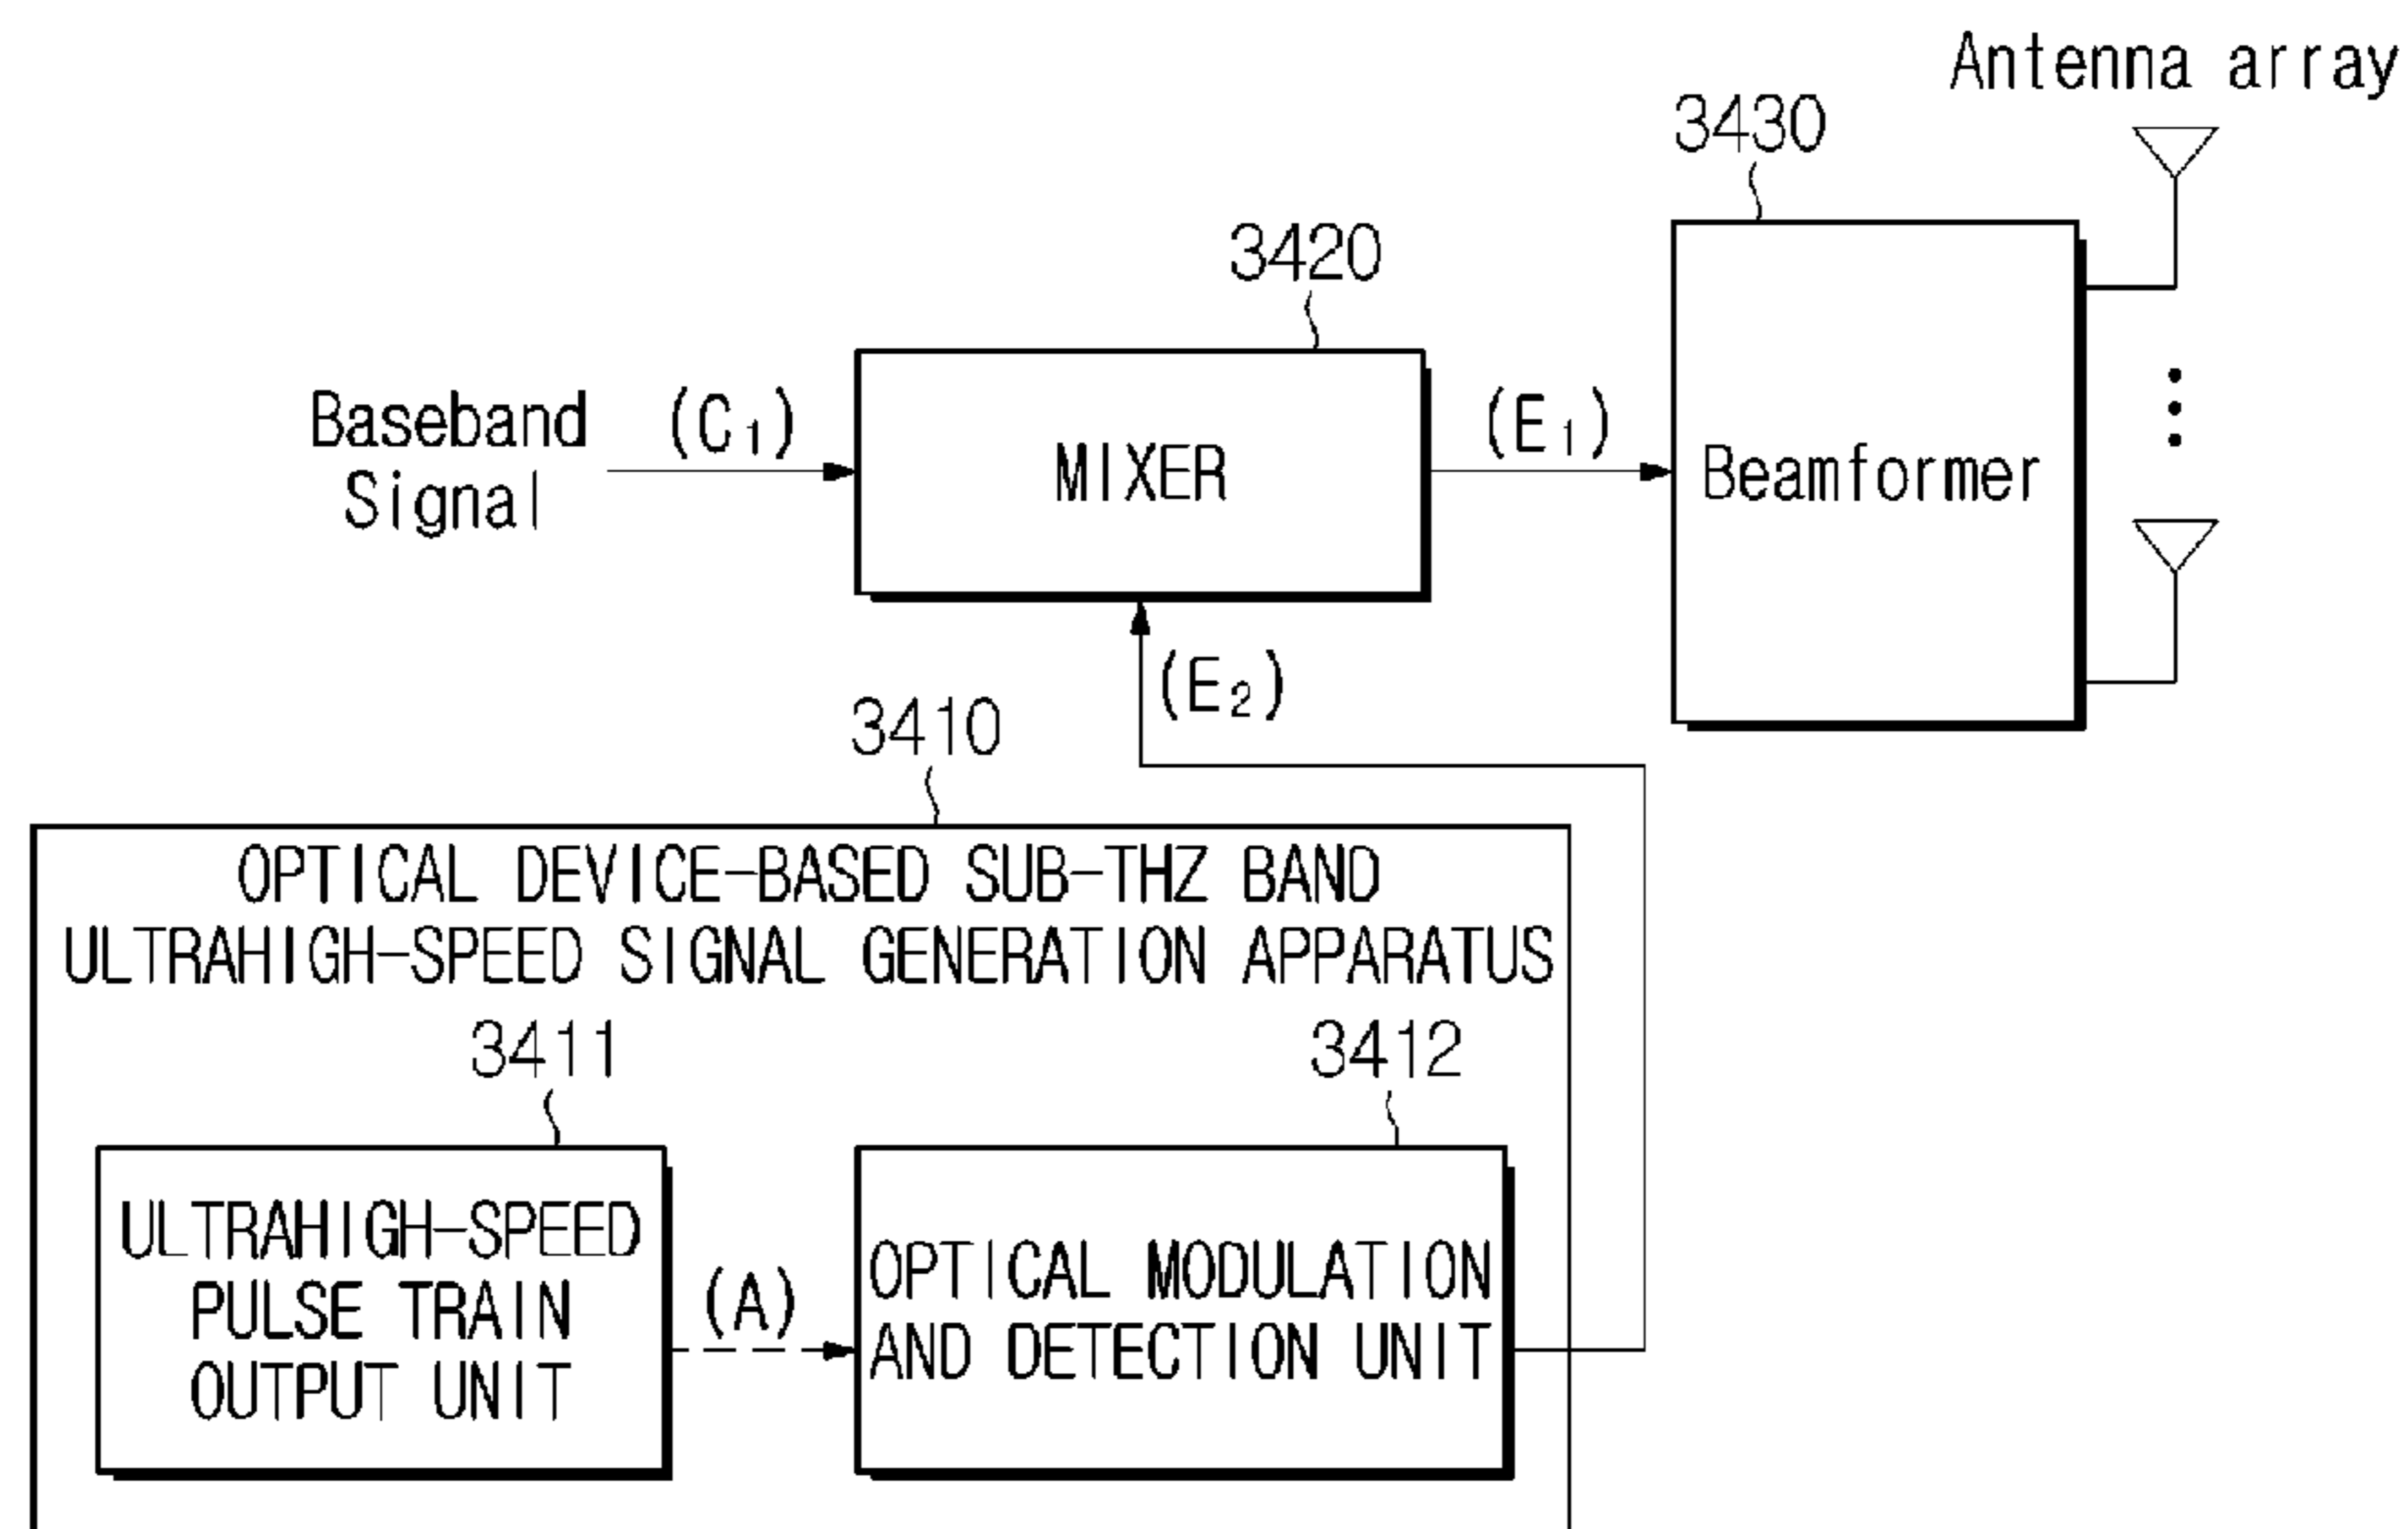 Antenna array
3430
3420
Baseband
Signal
(C₁)
MIXER
(E₁)
Beamformer
(E₂)
3410
OPTICAL DEVICE-BASED SUB-THZ BAND
ULTRAHIGH-SPEED SIGNAL GENERATION APPARATUS
3411
3412
ULTRAHIGH-SPEED
PULSE TRAIN
OUTPUT UNIT
(A)
OPTICAL MODULATION
AND DETECTION UNIT